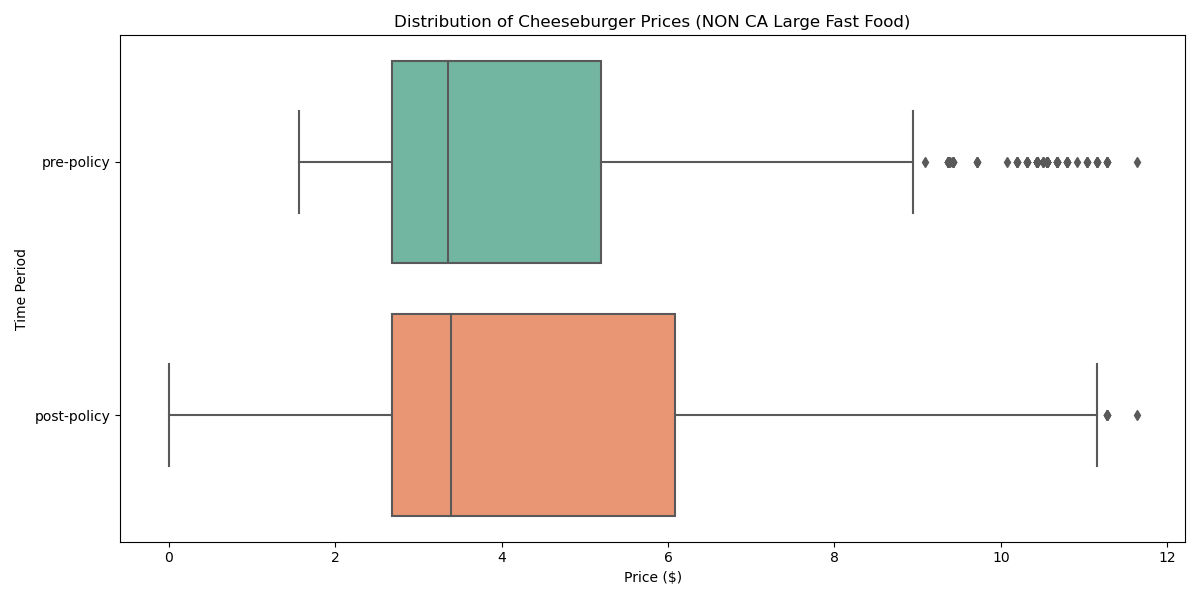 Distribution of Cheeseburger Prices (NON CA Large Fast Food)
Time Period
pre-policy
post-policy
0 2 4 6 8 10 12
Price ($)